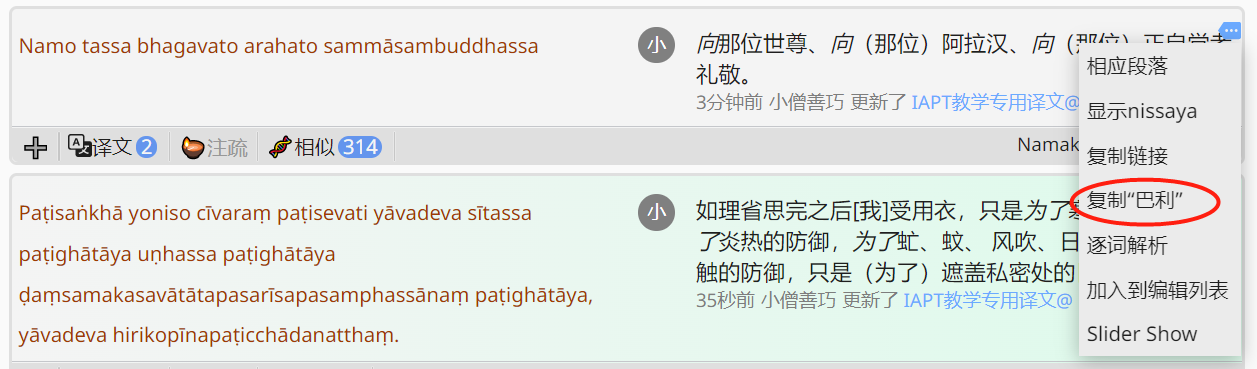 Namo tassa bhagavato arahato sammāsambuddhassa
小
向那位世尊、向（那位）阿拉汉、向（那位）正自觉者
礼敬。
3分钟前 小僧善巧 更新了 IAPT教学专用译文@
译文 2
注疏
相似 314
Namak
相应段落
显示nissaya
复制链接
复制“巴利”
逐词解析
加入到编辑列表
Slider Show
Paṭisaṅkhā yoniso cīvaraṃ paṭisevati yāvadeva sītassa
paṭighātāya uṇhassa paṭighātāya
ḍaṃsamakasavātātapasarīsapasamphassānaṃ paṭighātāya,
yāvadeva hirikopīnapaṭicchādanatthaṃ.
小
如理省思完之后[我]受用衣，只是为了
了炎热的防御，为了虻、蚊、 风吹、日
触的防御，只是（为了）遮盖私密处的
35秒前 小僧善巧 更新了 IAPT教学专用译文@